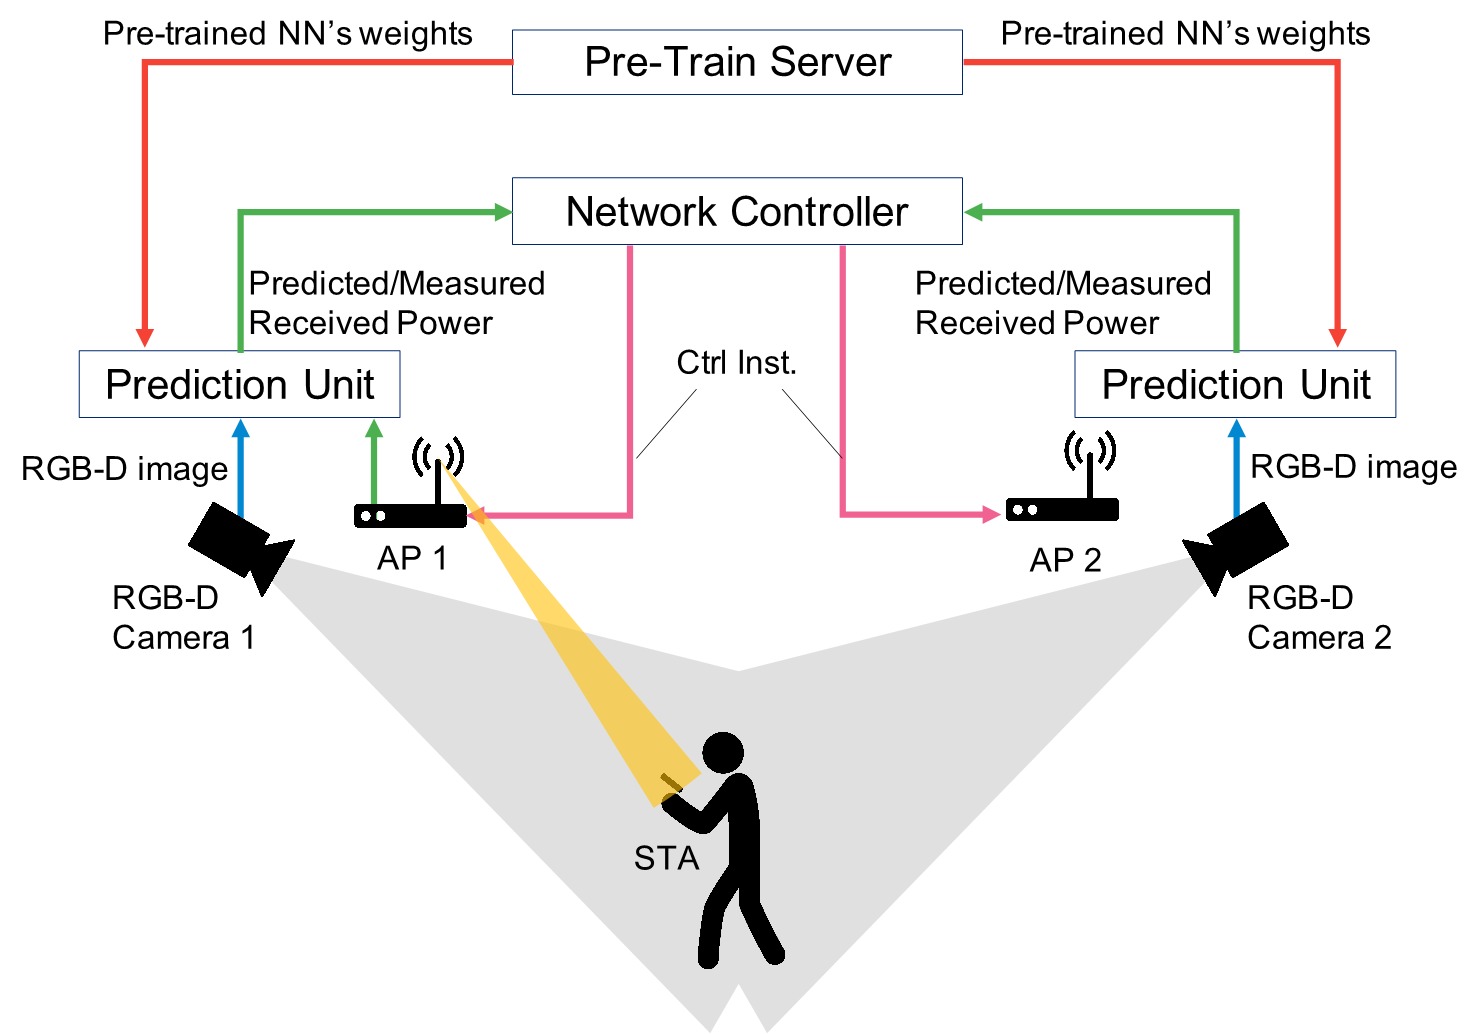 Pre-trained NN's weights
Pre-Train Server
Pre-trained NN's weights
Network Controller
Predicted/Measured
Received Power
Predicted/Measured
Received Power
Ctrl Inst.
Prediction Unit
Prediction Unit
RGB-D image
RGB-D image
AP 1
AP 2
RGB-D
Camera 1
RGB-D
Camera 2
STA